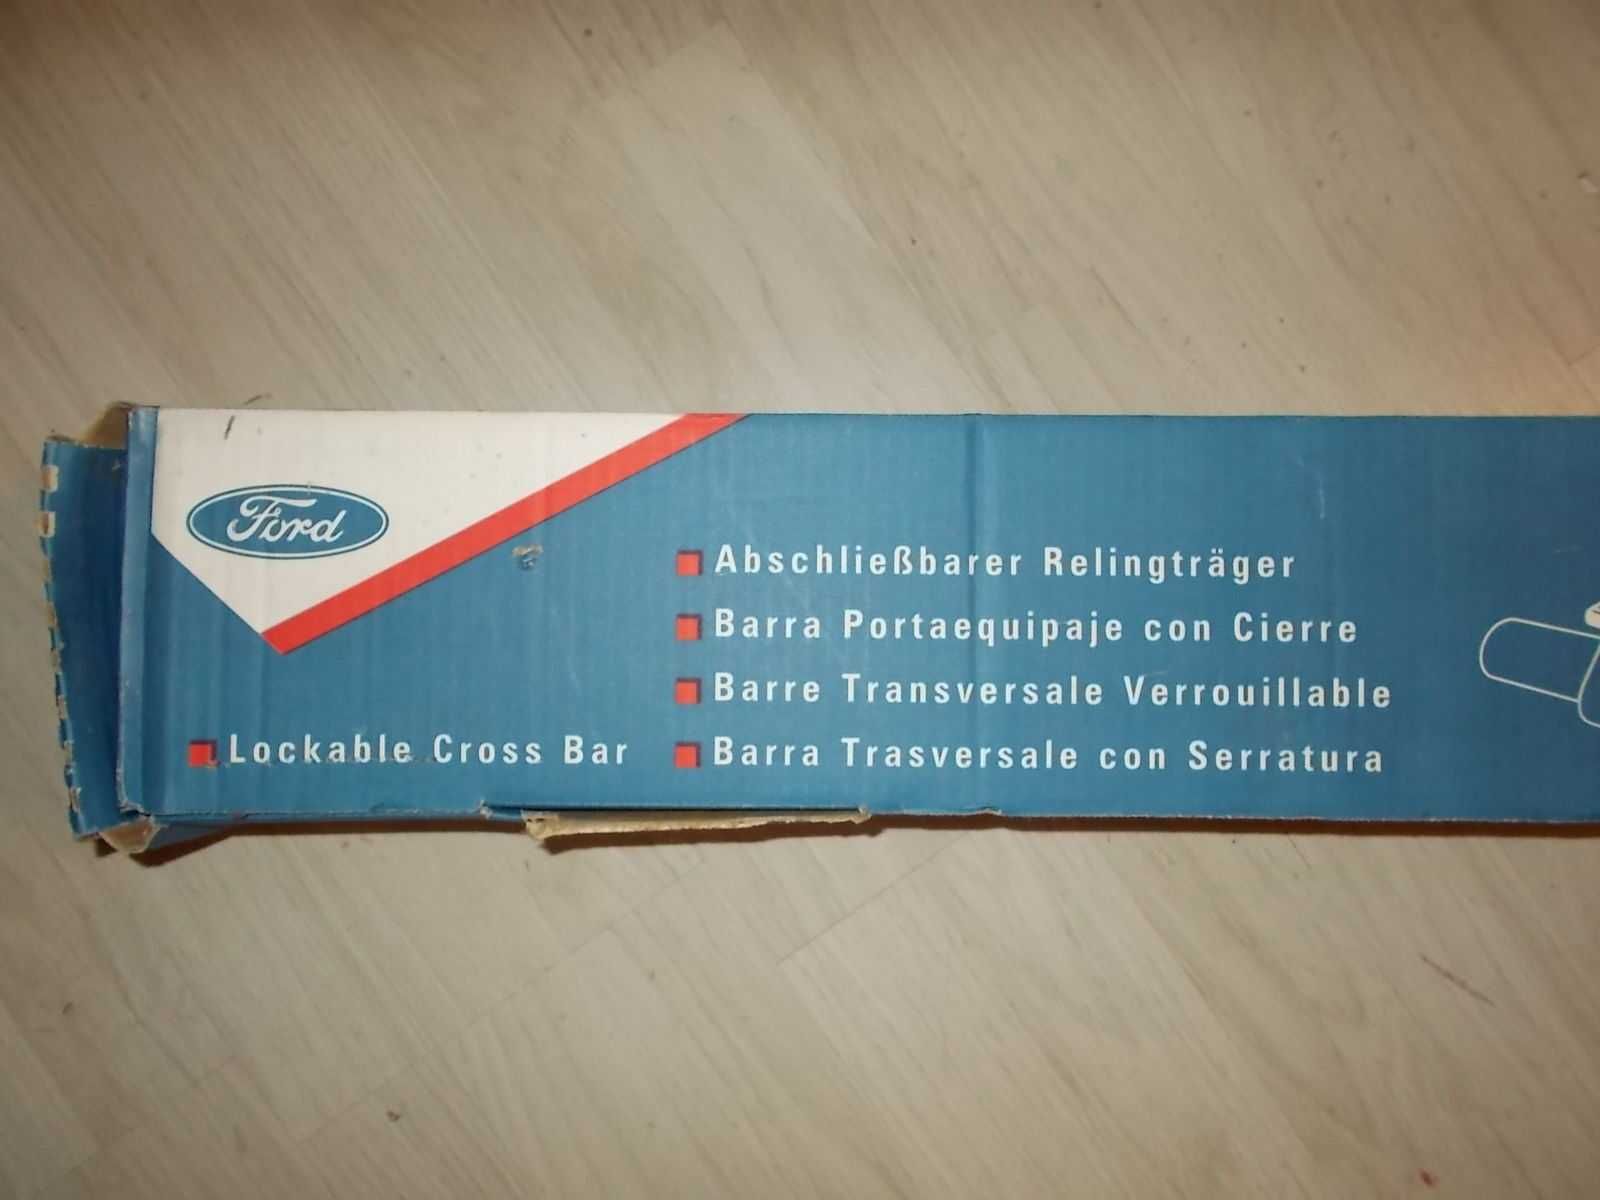 Ford
Abschließbarer Relingträger
Barra Portaequipaje con Cierre
Barre Transversale Verrouillable
Lockable Cross Bar
Barra Trasversale con Serratura